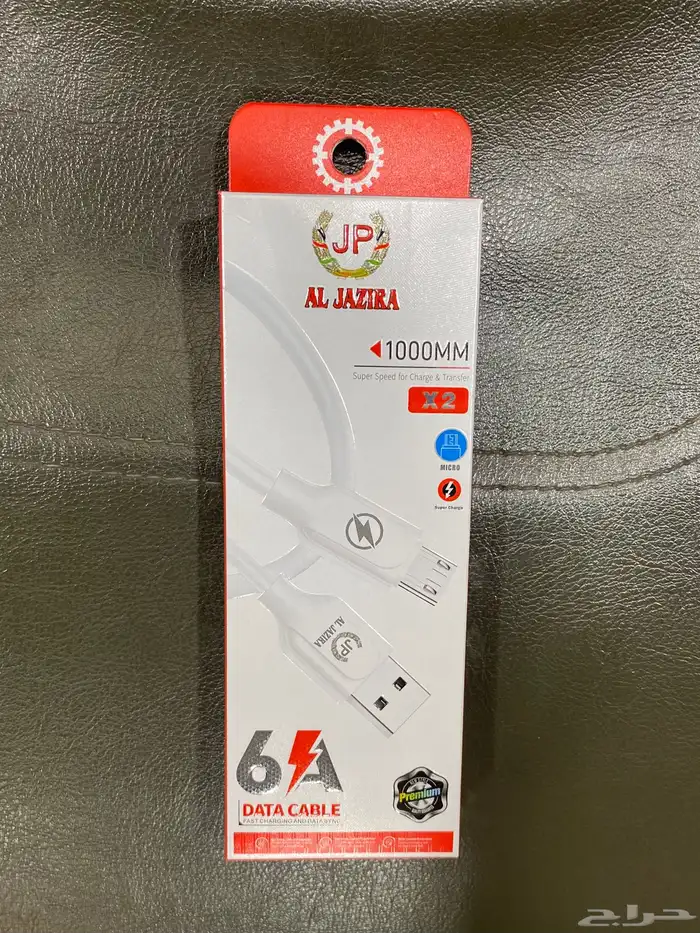 JP
AL JAZIRA
1000MM
Super Speed for Charge & Transfer
X2
MICRO
Super Charge
AL JAZIRA
JP
6A
DATA CABLE
FAST CHARGING AND DATA SYNC
Premium
حراج